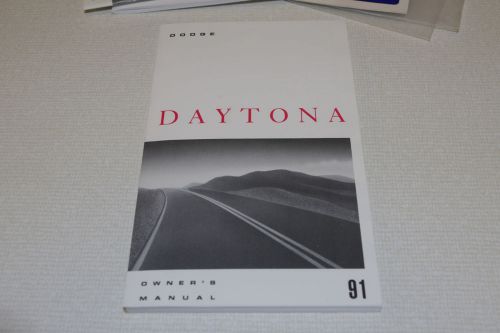 DODGE
DAYTONA
OWNER'S
MANUAL 91